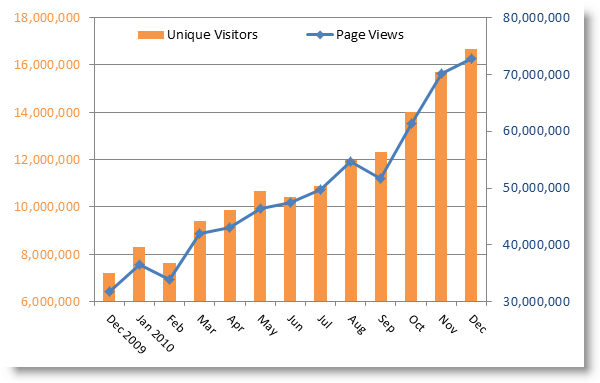 Unique Visitors
Page Views
18,000,000
16,000,000
14,000,000
12,000,000
10,000,000
8,000,000
6,000,000
80,000,000
70,000,000
60,000,000
50,000,000
40,000,000
30,000,000
Dec 2009
Jan 2010
Feb
Mar
Apr
May
Jun
Jul
Aug
Sep
Oct
Nov
Dec